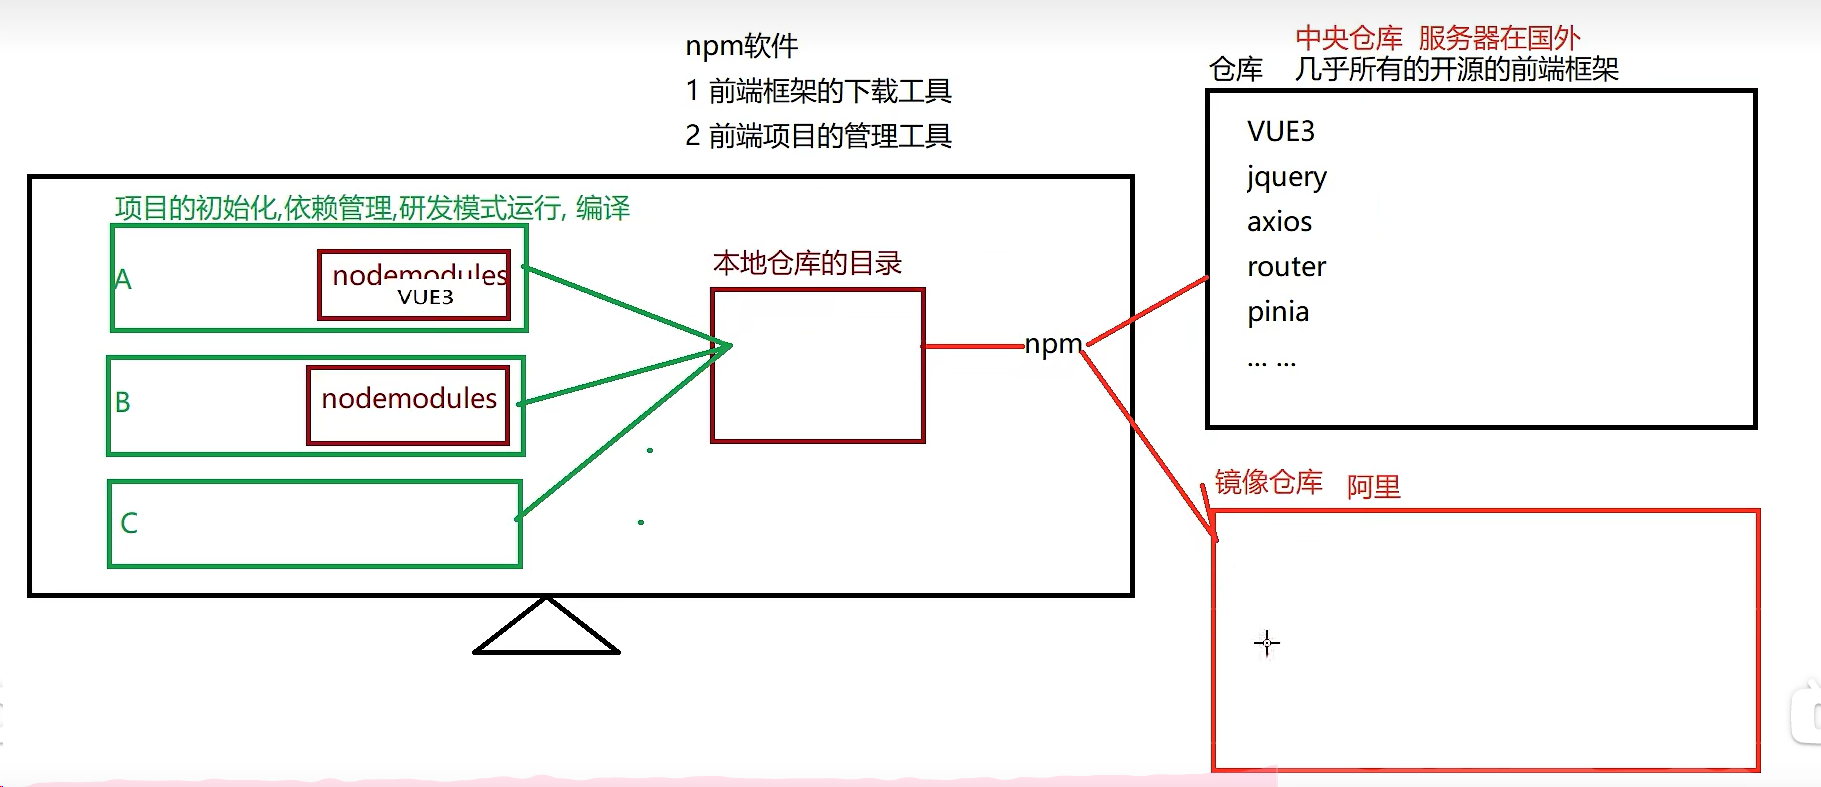 npm软件
1 前端框架的下载工具
2 前端项目的管理工具
中央仓库 服务器在国外
仓库 几乎所有的开源的前端框架
VUE3
jquery
axios
router
pinia
... ...
项目的初始化,依赖管理,研发模式运行, 编译
A
nodemodules
VUE3
B
nodemodules
C
本地仓库的目录
npm
镜像仓库 阿里